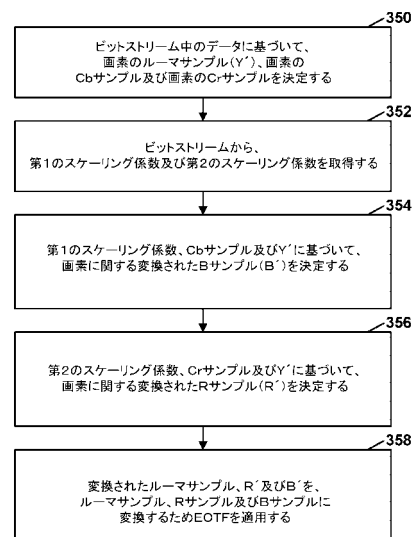 350
ビットストリーム中のデータに基づいて、
画素のルーマサンプル(Y´)、画素の
Cbサンプル及び画素のCrサンプルを決定する
352
ビットストリームから、
第1のスケーリング係数及び第2のスケーリング係数を取得する
354
第1のスケーリング係数、Cbサンプル及びY´に基づいて、
画素に関する変換されたBサンプル(B´)を決定する
356
第2のスケーリング係数、Crサンプル及びY´に基づいて、
画素に関する変換されたRサンプル(R´)を決定する
358
変換されたルーマサンプル、R´及びB´を、
ルーマサンプル、Rサンプル及びBサンプルに
変換するためEOTFを適用する